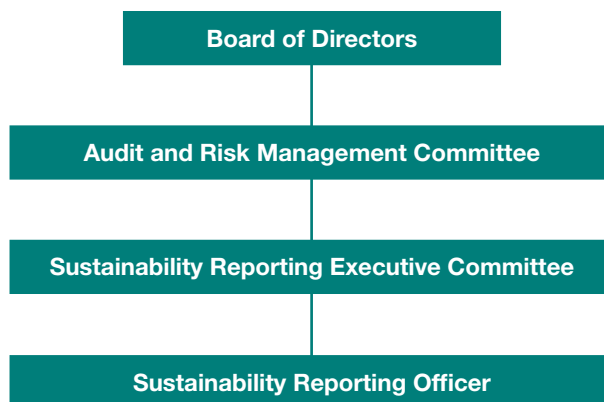 Board of Directors
Audit and Risk Management Committee
Sustainability Reporting Executive Committee
Sustainability Reporting Officer